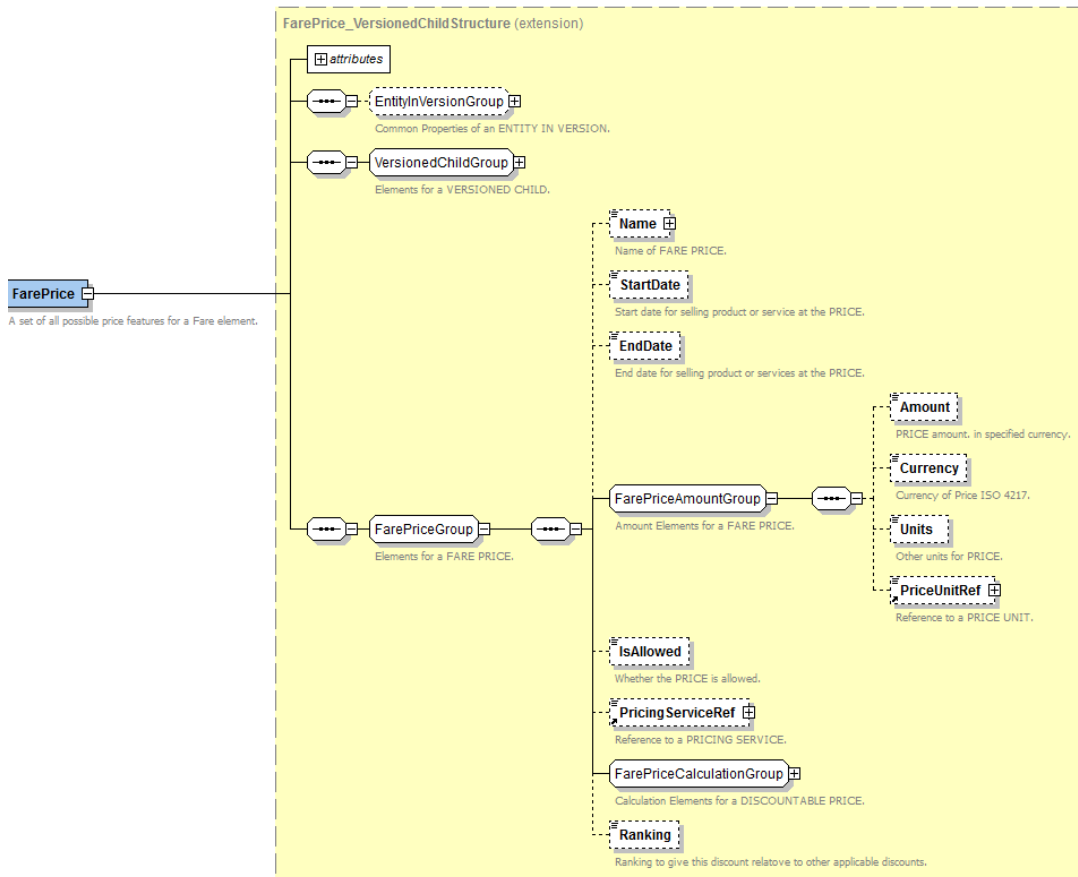 FarePrice_VersionedChildStructure (extension)
attributes
EntityInVersionGroup
Common Properties of an ENTITY IN VERSION.
VersionedChildGroup
Elements for a VERSIONED CHILD.
Name
Name of FARE PRICE.
StartDate
Start date for selling product or service at the PRICE.
FarePrice
A set of all possible price features for a Fare element.
EndDate
End date for selling product or services at the PRICE.
Amount
PRICE amount. in specified currency.
Currency
Currency of Price ISO 4217.
FarePriceGroup
Elements for a FARE PRICE.
FarePriceAmountGroup
Amount Elements for a FARE PRICE.
Units
Other units for PRICE.
PriceUnitRef
Reference to a PRICE UNIT.
IsAllowed
Whether the PRICE is allowed.
PricingServiceRef
Reference to a PRICING SERVICE.
FarePriceCalculationGroup
Calculation Elements for a DISCOUNTABLE PRICE.
Ranking
Ranking to give this discount relatove to other applicable discounts.